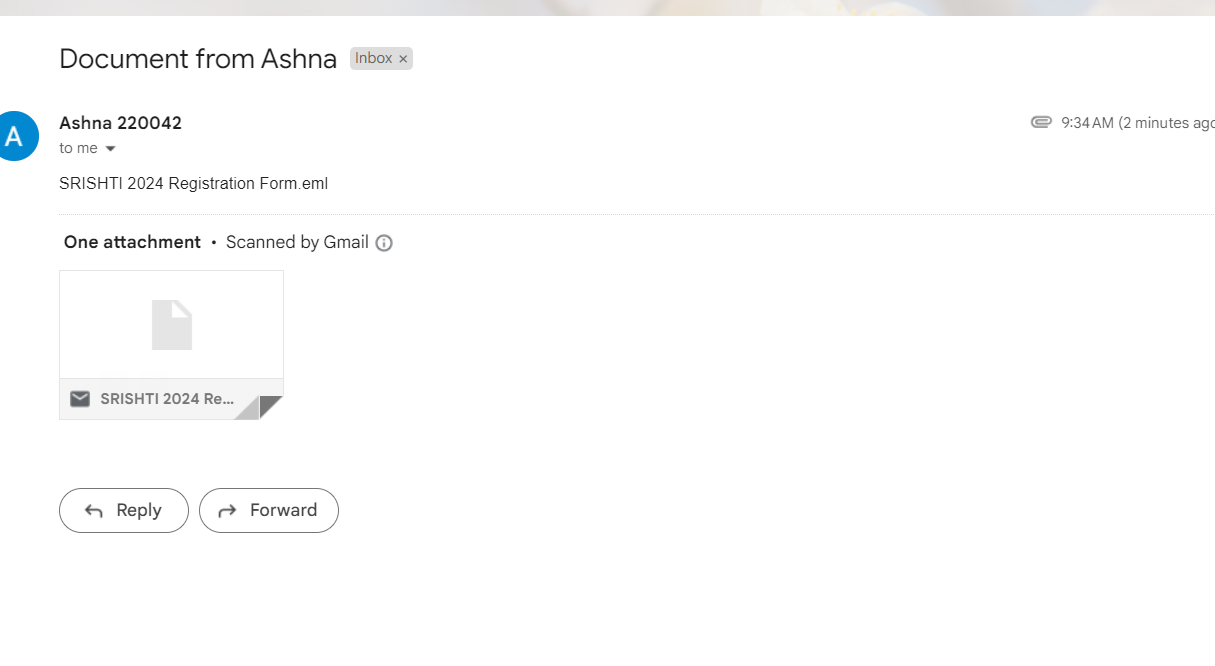 Document from Ashna Inbox ×
A
Ashna 220042
9:34 AM (2 minutes ago
to me
SRISHTI 2024 Registration Form.eml
One attachment • Scanned by Gmail
SRISHTI 2024 Re...
Reply
Forward